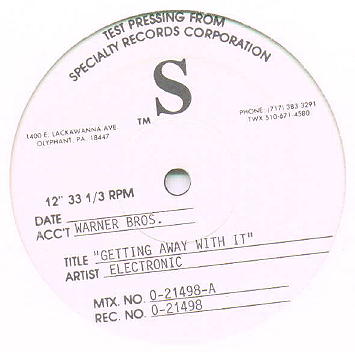 TEST PRESSING FROM
SPECIALTY RECORDS CORPORATION
S
TM
1400 E. LACKAWANNA AVE
OLYPHANT, PA. 18447
PHONE: (717) 383 3291
TWX 510-671-4580
12" 33 1/3 RPM
DATE
ACC'T WARNER BROS.
TITLE "GETTING AWAY WITH IT"
ARTIST ELECTRONIC
MTX. NO. 0-21498-A
REC. NO. 0-21498